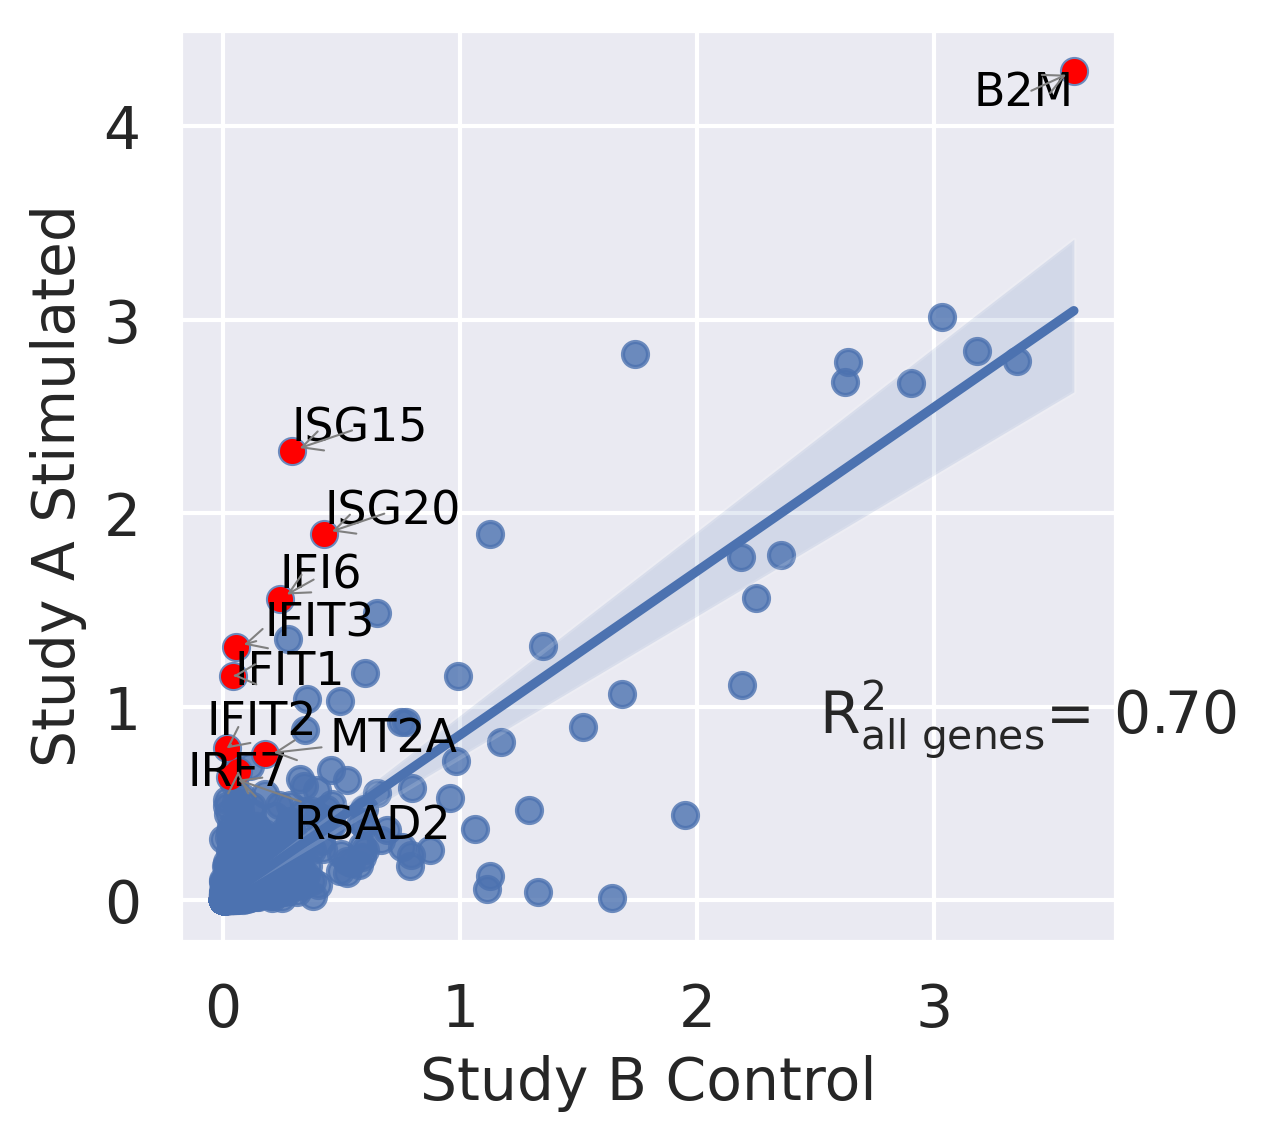 B2M
4
3
2
1
0
Study A Stimulated
ISG15
ISG20
IFI6
IFIT3
IFIT1
IFIT2
MT2A
IRF7
RSAD2
R²all genes = 0.70
0 1 2 3
Study B Control